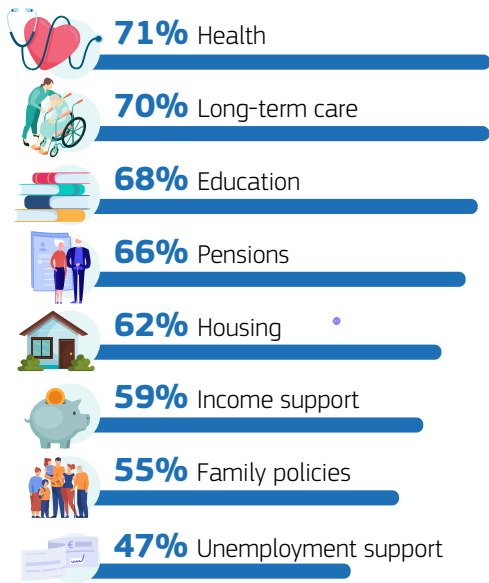 71% Health
70% Long-term care
68% Education
66% Pensions
62% Housing
59% Income support
55% Family policies
47% Unemployment support
€